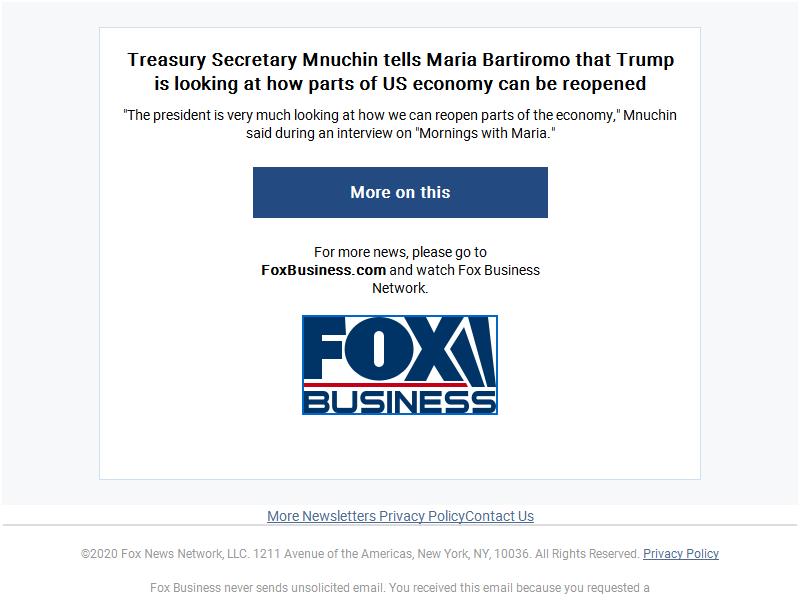 Treasury Secretary Mnuchin tells Maria Bartiromo that Trump
is looking at how parts of US economy can be reopened
"The president is very much looking at how we can reopen parts of the economy," Mnuchin
said during an interview on "Mornings with Maria."
More on this
For more news, please go to
FoxBusiness.com and watch Fox Business
Network.
FOX
BUSINESS
More Newsletters Privacy PolicyContact Us
©2020 Fox News Network, LLC. 1211 Avenue of the Americas, New York, NY, 10036. All Rights Reserved. Privacy Policy
Fox Business never sends unsolicited email. You received this email because you requested a